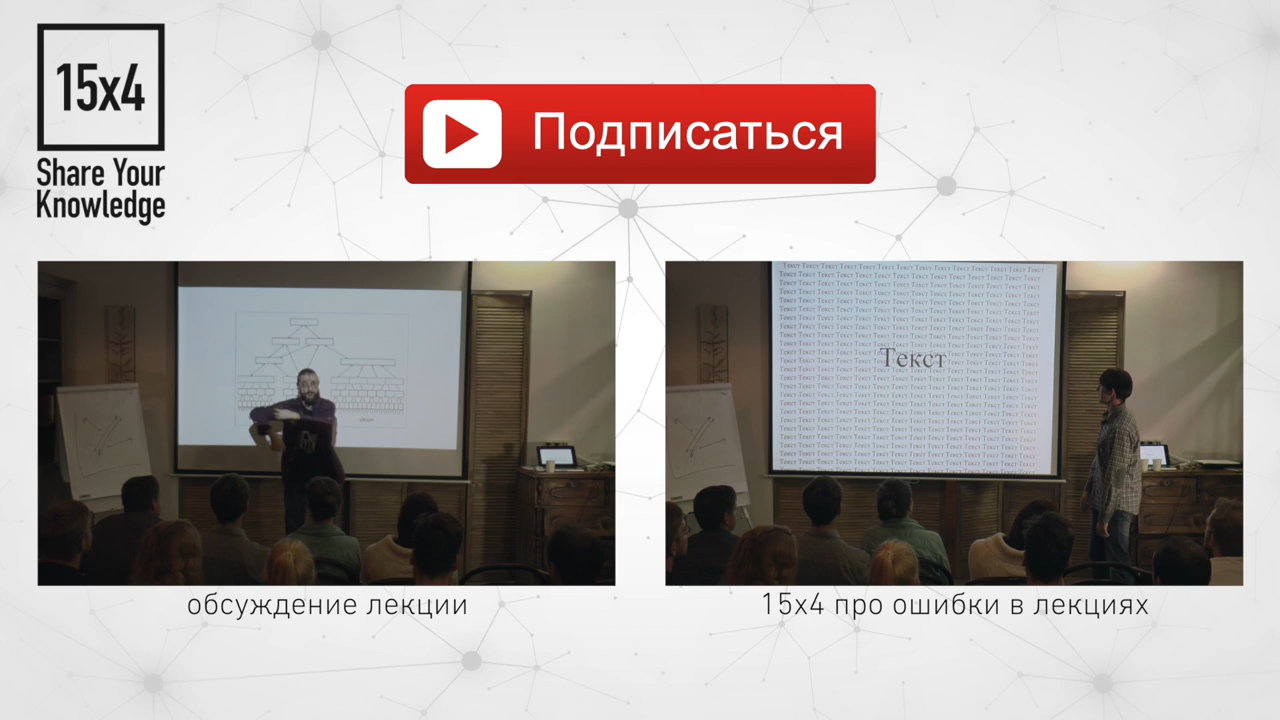 15x4
Share Your
Knowledge
Подписаться
Текст
обсуждение лекции
15x4 про ошибки в лекциях